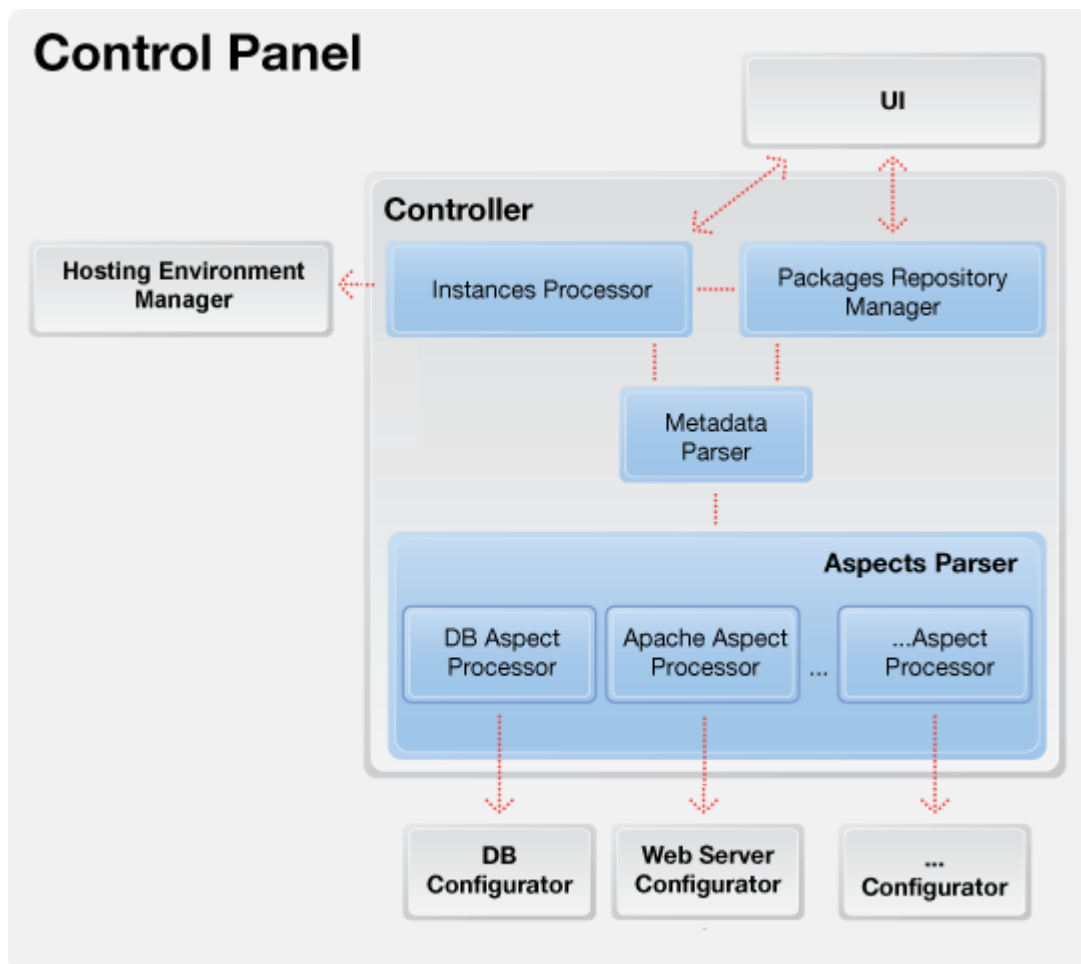 Control Panel
UI
Controller
Hosting Environment
Manager
Instances Processor
Packages Repository
Manager
Metadata
Parser
Aspects Parser
DB Aspect
Processor
Apache Aspect
Processor
...
...Aspect
Processor
DB
Configurator
Web Server
Configurator
...
Configurator